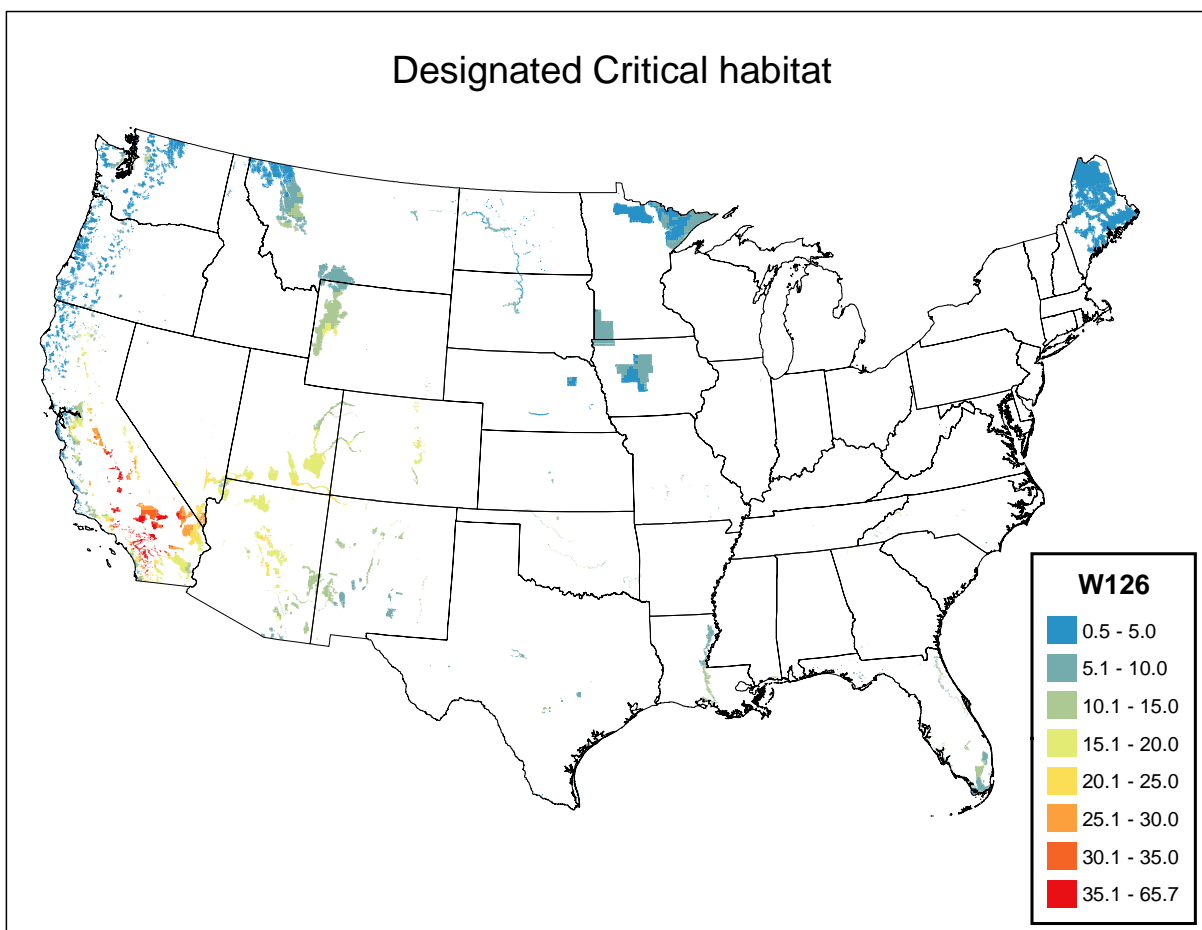 Designated Critical habitat
W126
0.5 - 5.0
5.1 - 10.0
10.1 - 15.0
15.1 - 20.0
20.1 - 25.0
25.1 - 30.0
30.1 - 35.0
35.1 - 65.7